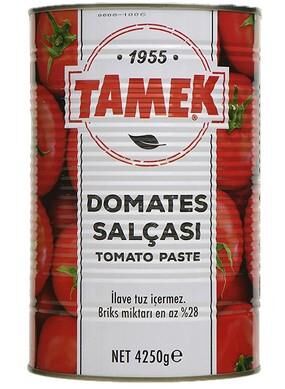 • 1955 •
TAMEK®
DOMATES
SALÇASI
TOMATO PASTE
İlave tuz içermez.
Briks miktarı en az %28
NET 4250g℮